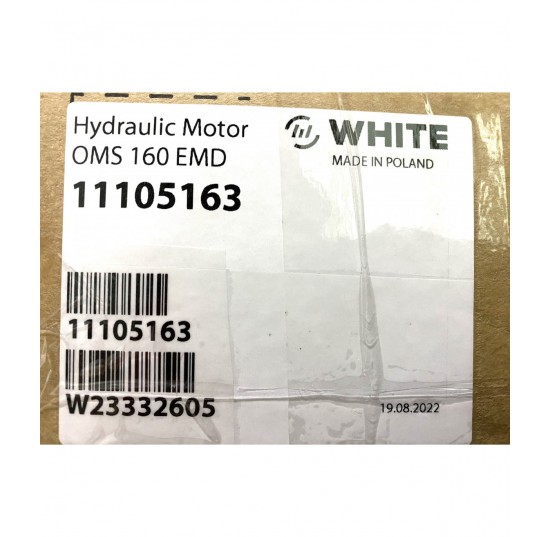 Hydraulic Motor
OMS 160 EMD
11105163
WHITE
MADE IN POLAND
11105163
W23332605
19.08.2022